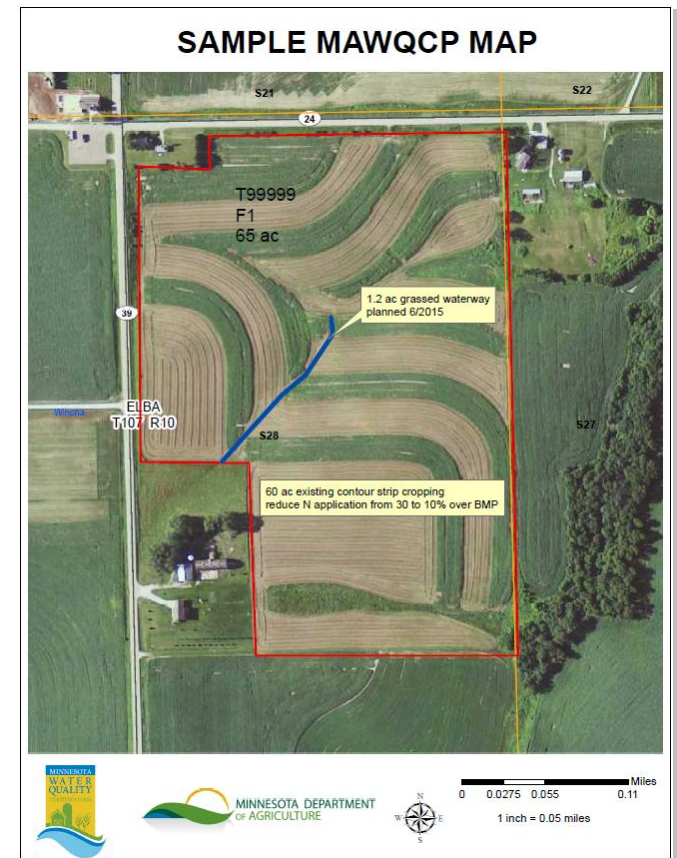 SAMPLE MAWQCP MAP
S21
S22
24
T99999
F1
65 ac
1.2 ac grassed waterway
planned 6/2015
39
Winona
ELBA
T107 R10
S28
S27
60 ac existing contour strip cropping
reduce N application from 30 to 10% over BMP
MINNESOTA
WATER
QUALITY
MINNESOTA DEPARTMENT
OF AGRICULTURE
N
W
E
S
Miles
0 0.0275 0.055 0.11
1 inch = 0.05 miles